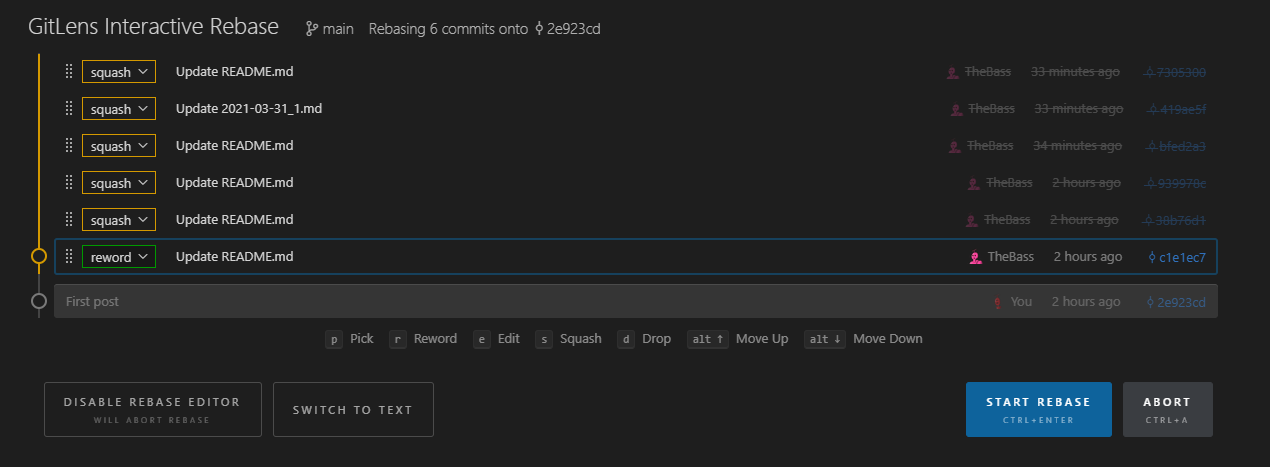 GitLens Interactive Rebase main Rebasing 6 commits onto 2e923cd
squash Update README.md TheBass 33 minutes ago 7305300
squash Update 2021-03-31_1.md TheBass 33 minutes ago 419ae5f
squash Update README.md TheBass 34 minutes ago bfed2a3
squash Update README.md TheBass 2 hours ago 939978c
squash Update README.md TheBass 2 hours ago 38b76d1
reword Update README.md TheBass 2 hours ago c1e1ec7
First post You 2 hours ago 2e923cd
p Pick r Reword e Edit s Squash d Drop alt ↑ Move Up alt ↓ Move Down
DISABLE REBASE EDITOR SWITCH TO TEXT START REBASE ABORT
WILL ABORT REBASE CTRL+ENTER CTRL+A